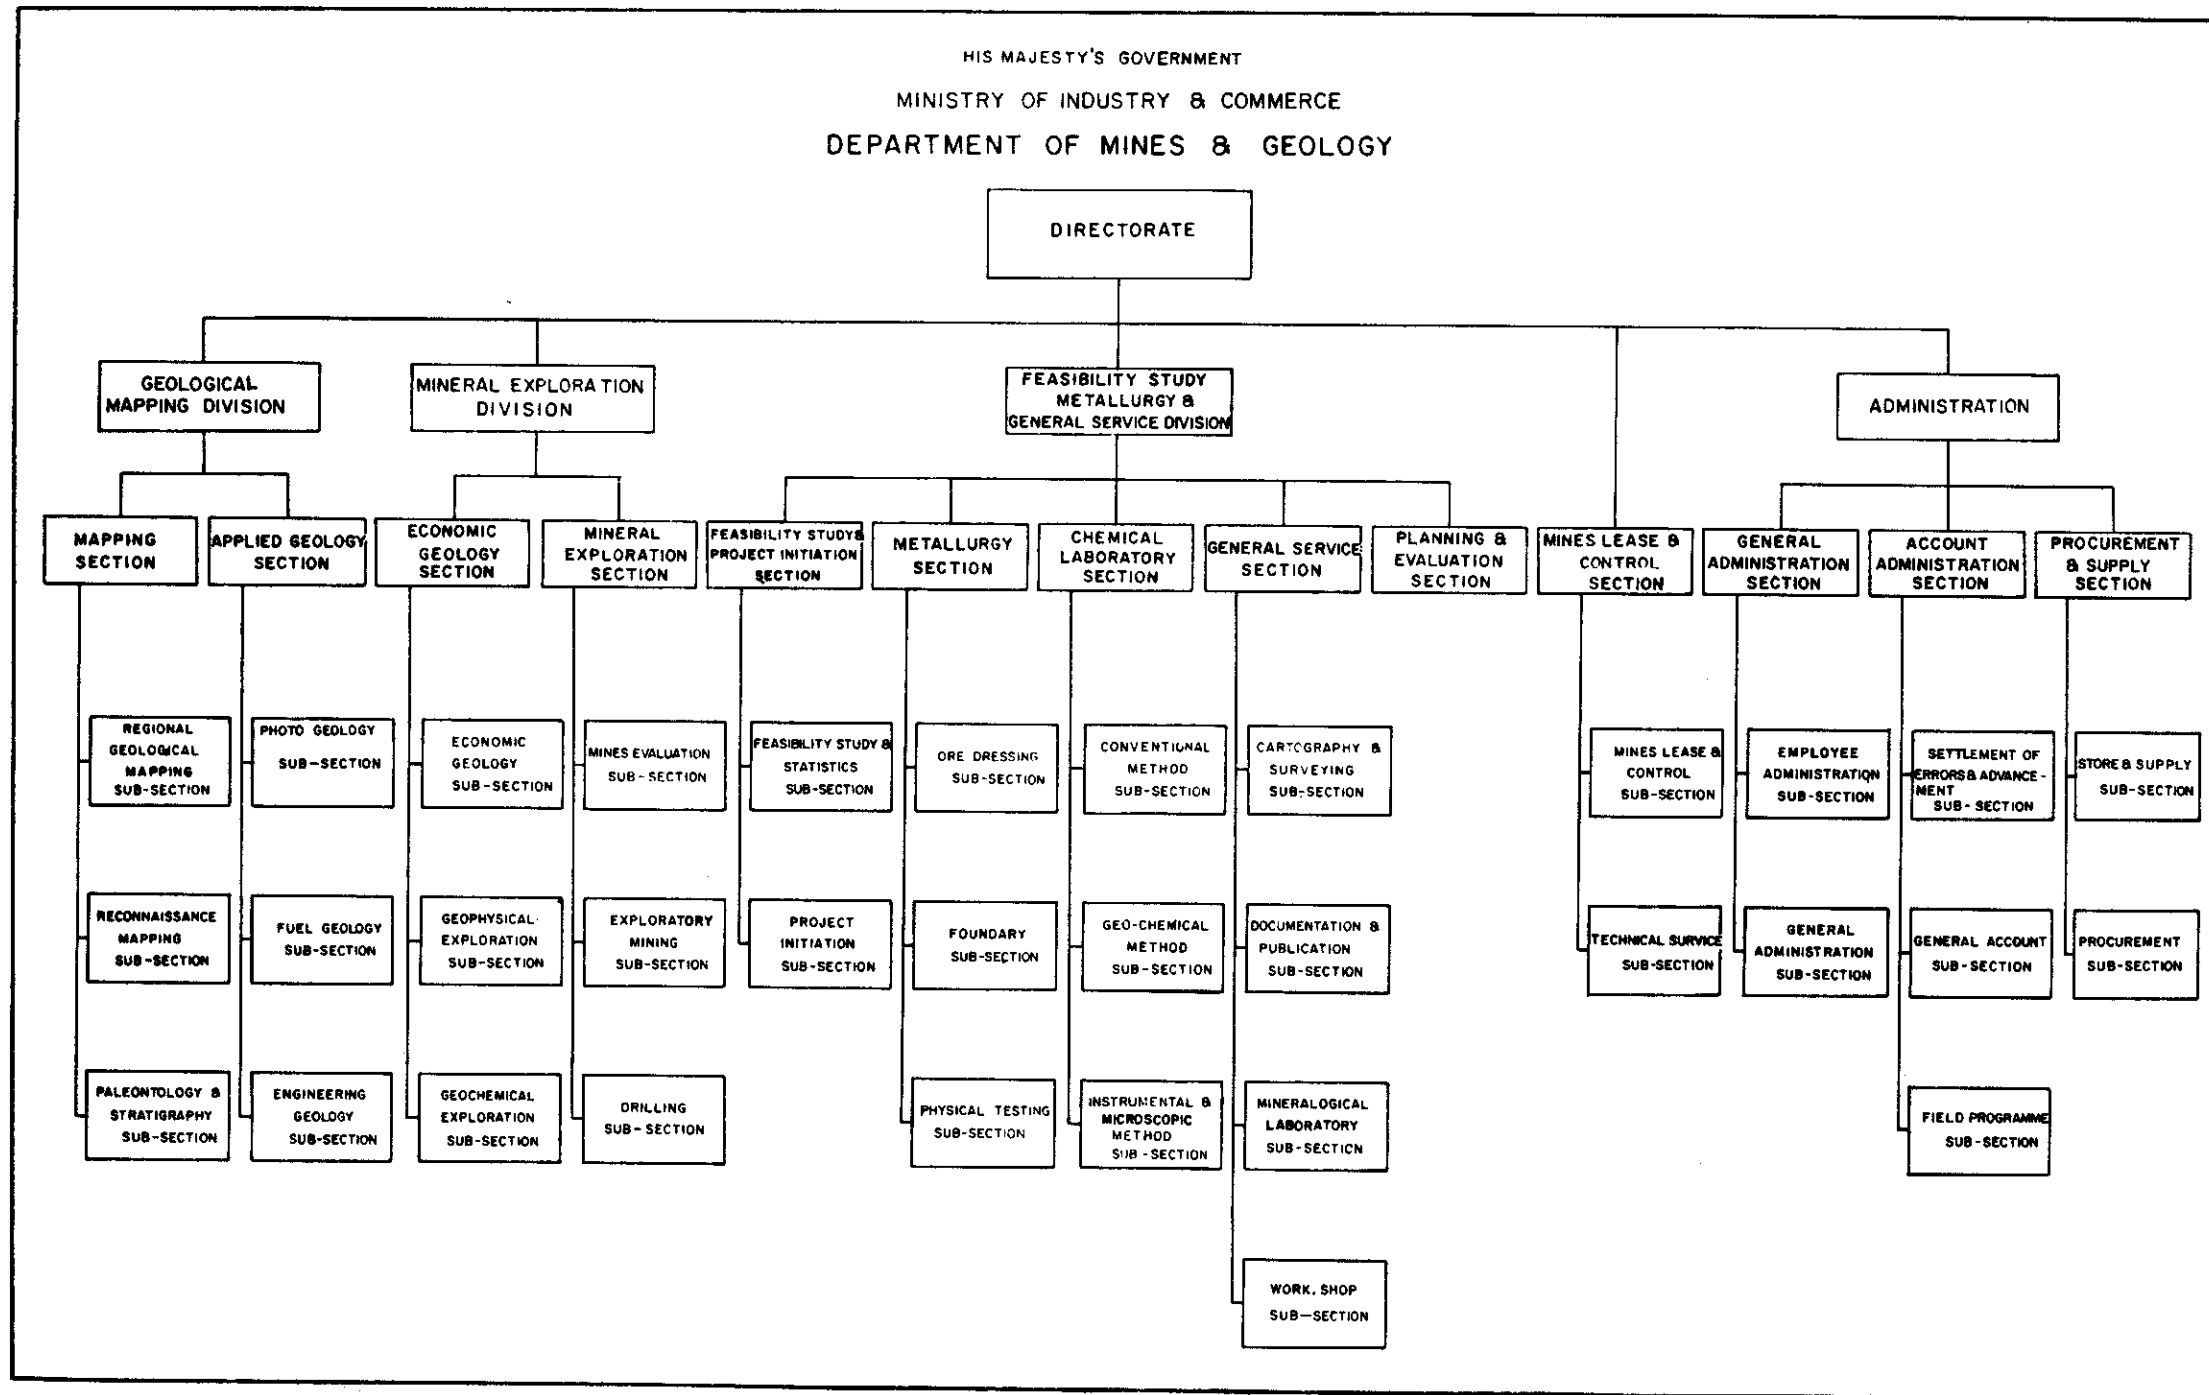 HIS MAJESTY'S GOVERNMENT
MINISTRY OF INDUSTRY & COMMERCE
DEPARTMENT OF MINES & GEOLOGY
DIRECTORATE
GEOLOGICAL
MAPPING DIVISION
MINERAL EXPLORATION
DIVISION
FEASIBILITY STUDY
METALLURGY &
GENERAL SERVICE DIVISION
ADMINISTRATION
MAPPING
SECTION
APPLIED GEOLOGY
SECTION
ECONOMIC
GEOLOGY
SECTION
MINERAL
EXPLORATION
SECTION
FEASIBILITY STUDY &
PROJECT INITIATION
SECTION
METALLURGY
SECTION
CHEMICAL
LABORATORY
SECTION
GENERAL SERVICE
SECTION
PLANNING &
EVALUATION
SECTION
MINES LEASE &
CONTROL
SECTION
GENERAL
ADMINISTRATION
SECTION
ACCOUNT
ADMINISTRATION
SECTION
PROCUREMENT
& SUPPLY
SECTION
REGIONAL
GEOLOGICAL
MAPPING
SUB-SECTION
PHOTO GEOLOGY
SUB-SECTION
ECONOMIC
GEOLOGY
SUB-SECTION
MINES EVALUATION
SUB-SECTION
FEASIBILITY STUDY &
STATISTICS
SUB-SECTION
ORE DRESSING
SUB-SECTION
CONVENTIONAL
METHOD
SUB-SECTION
CARTOGRAPHY &
SURVEYING
SUB-SECTION
MINES LEASE &
CONTROL
SUB-SECTION
EMPLOYEE
ADMINISTRATION
SUB-SECTION
SETTLEMENT OF
ERRORS & ADVANCE-
MENT
SUB-SECTION
STORE & SUPPLY
SUB-SECTION
RECONNAISSANCE
MAPPING
SUB-SECTION
FUEL GEOLOGY
SUB-SECTION
GEOPHYSICAL
EXPLORATION
SUB-SECTION
EXPLORATORY
MINING
SUB-SECTION
PROJECT
INITIATION
SUB-SECTION
FOUNDARY
SUB-SECTION
GEO-CHEMICAL
METHOD
SUB-SECTION
DOCUMENTATION &
PUBLICATION
SUB-SECTION
TECHNICAL SURVICE
SUB-SECTION
GENERAL
ADMINISTRATION
SUB-SECTION
GENERAL ACCOUNT
SUB-SECTION
PROCUREMENT
SUB-SECTION
PALEONTOLOGY &
STRATIGRAPHY
SUB-SECTION
ENGINEERING
GEOLOGY
SUB-SECTION
GEOCHEMICAL
EXPLORATION
SUB-SECTION
DRILLING
SUB-SECTION
PHYSICAL TESTING
SUB-SECTION
INSTRUMENTAL &
MICROSCOPIC
METHOD
SUB-SECTION
MINERALOGICAL
LABORATORY
SUB-SECTION
FIELD PROGRAMME
SUB-SECTION
WORK. SHOP
SUB-SECTION